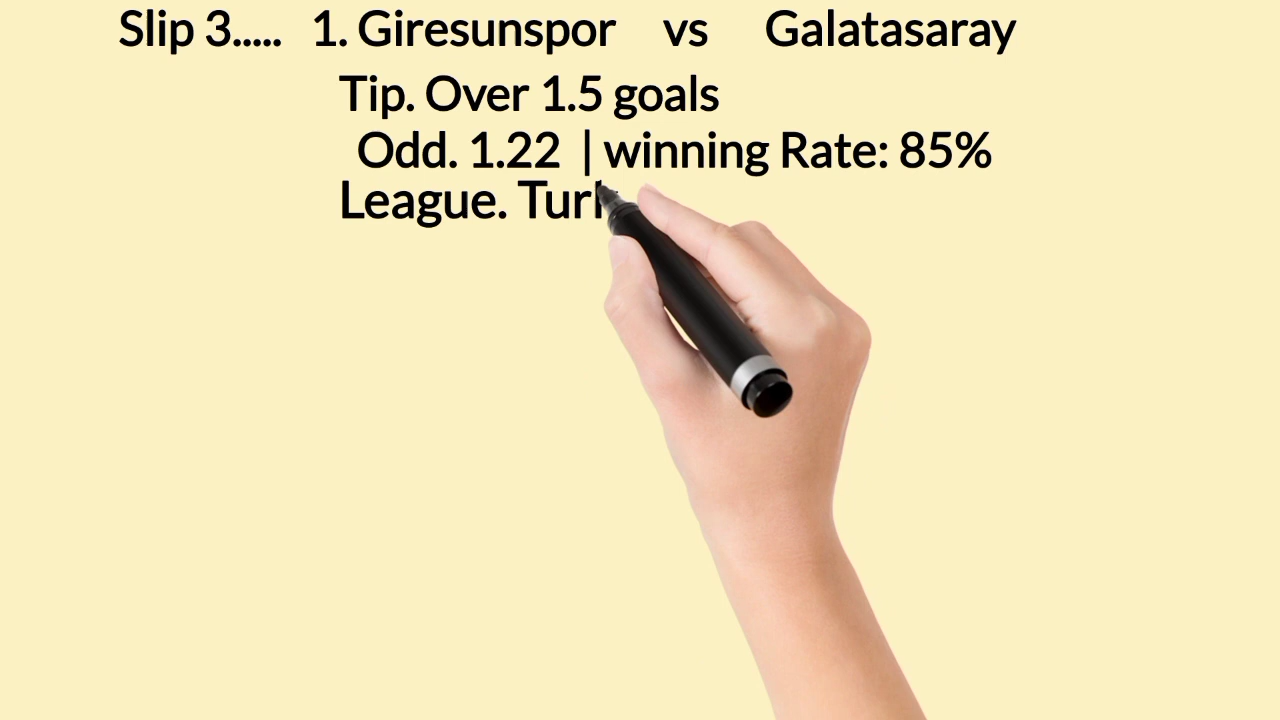 Slip 3..... 1. Giresunspor vs Galatasaray
Tip. Over 1.5 goals
Odd. 1.22 | winning Rate: 85%
League.